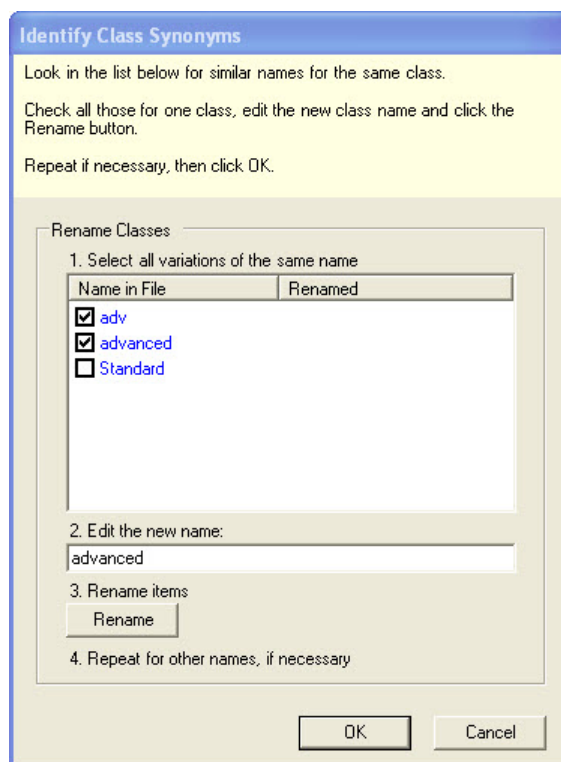 Identify Class Synonyms
Look in the list below for similar names for the same class.
Check all those for one class, edit the new class name and click the
Rename button.
Repeat if necessary, then click OK.
Rename Classes
1. Select all variations of the same name
Name in File Renamed
adv
advanced
Standard
2. Edit the new name:
advanced
3. Rename items
Rename
4. Repeat for other names, if necessary
OK Cancel